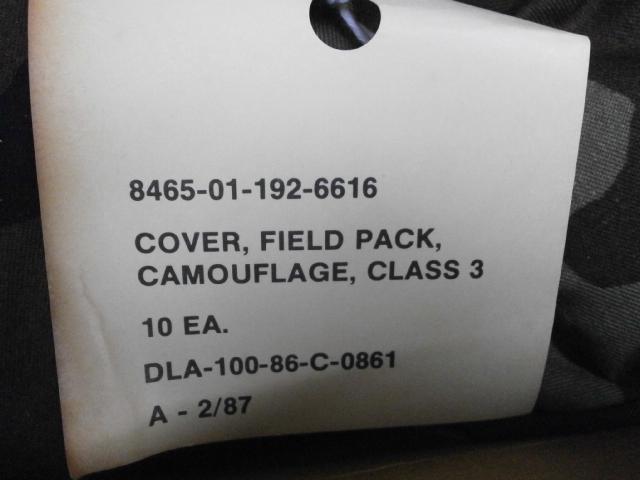 8465-01-192-6616
COVER, FIELD PACK,
CAMOUFLAGE, CLASS 3
10 EA.
DLA-100-86-C-0861
A - 2/87